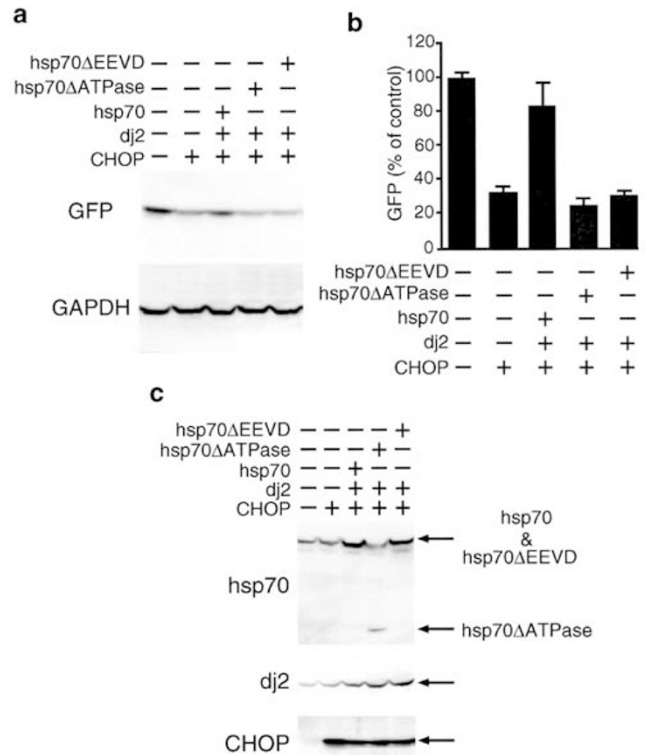 a
hsp70ΔEEVD − − − − +
hsp70ΔATPase − − − + −
hsp70 − − + − −
dj2 − − + + +
CHOP − + + + +
GFP
GAPDH
b
GFP (% of control)
120
100
80
60
40
20
0
hsp70ΔEEVD − − − − +
hsp70ΔATPase − − − + −
hsp70 − − + − −
dj2 − − + + +
CHOP − + + + +
c
hsp70ΔEEVD − − − − +
hsp70ΔATPase − − − + −
hsp70 − − + − −
dj2 − − + + +
CHOP − + + + +
hsp70
hsp70
&
hsp70ΔEEVD
hsp70ΔATPase
dj2
CHOP